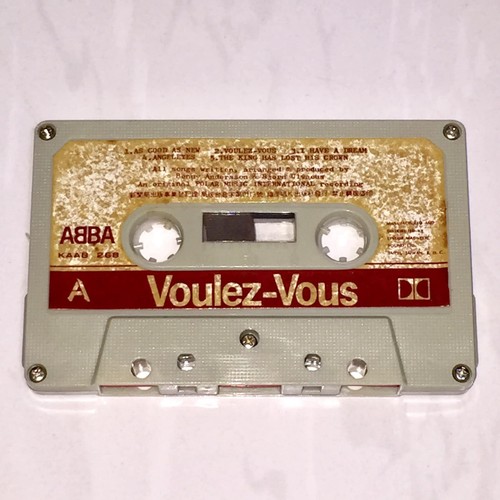 1.AS GOOD AS NEW 2.VOULEZ-VOUS 3.I HAVE A DREAM
4.ANGELEYES 5.THE KING HAS LOST HIS CROWN
All songs written, arranged & produced by
Benny Andersson & Bjorn Ulvaeus
An original POLAR MUSIC INTERNATIONAL recording
ABBA
KAAB 268
A Voulez-Vous